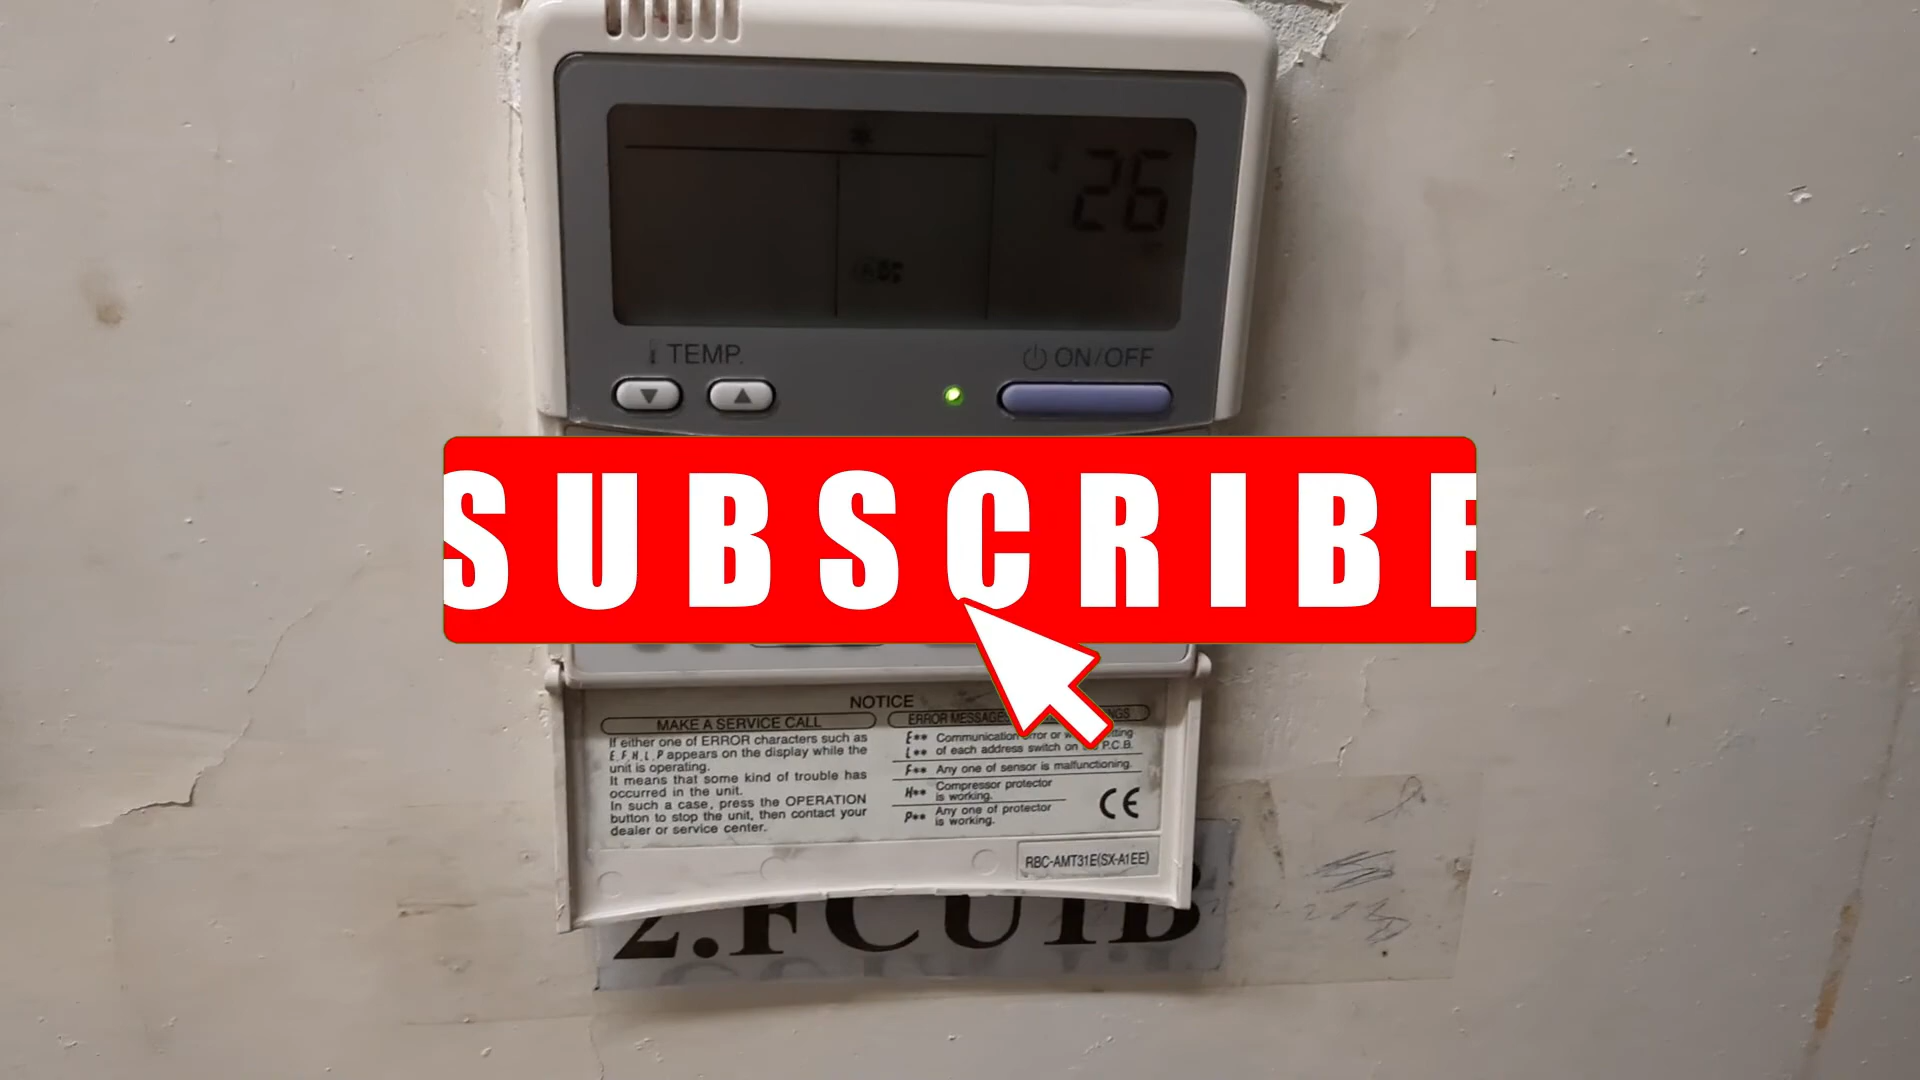 26
TEMP.
ON/OFF
SUBSCRIBE
NOTICE
MAKE A SERVICE CALL
If either one of ERROR characters such as
E, F, H, L, P appears on the display while the
unit is operating.
It means that some kind of trouble has
occurred in the unit.
In such a case, press the OPERATION
button to stop the unit, then contact your
dealer or service center.
ERROR MESSAGES
E** Communication error or
L** of each address switch on P.C.B.
F** Any one of sensor is malfunctioning.
H** Compressor protector
is working.
P** Any one of protector
is working.
CE
RBC-AMT31E(SX-A1EE)
2.FCU1B